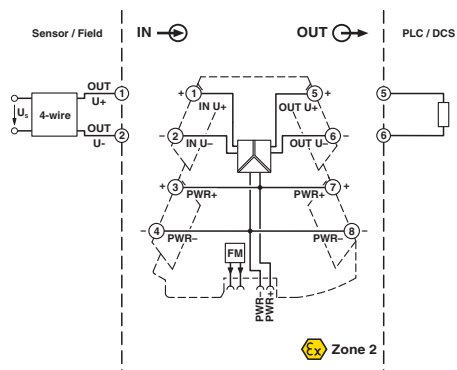 Sensor / Field
IN
OUT
PLC / DCS
OUT
U+
1
+ 1
IN U+
5 +
OUT U+
5
Us
4-wire
OUT
U-
2
– 2
IN U–
6 –
OUT U–
6
+ 3
PWR+
7 +
PWR+
– 4
PWR–
8 –
PWR–
FM
PWR–
PWR+
Ex Zone 2